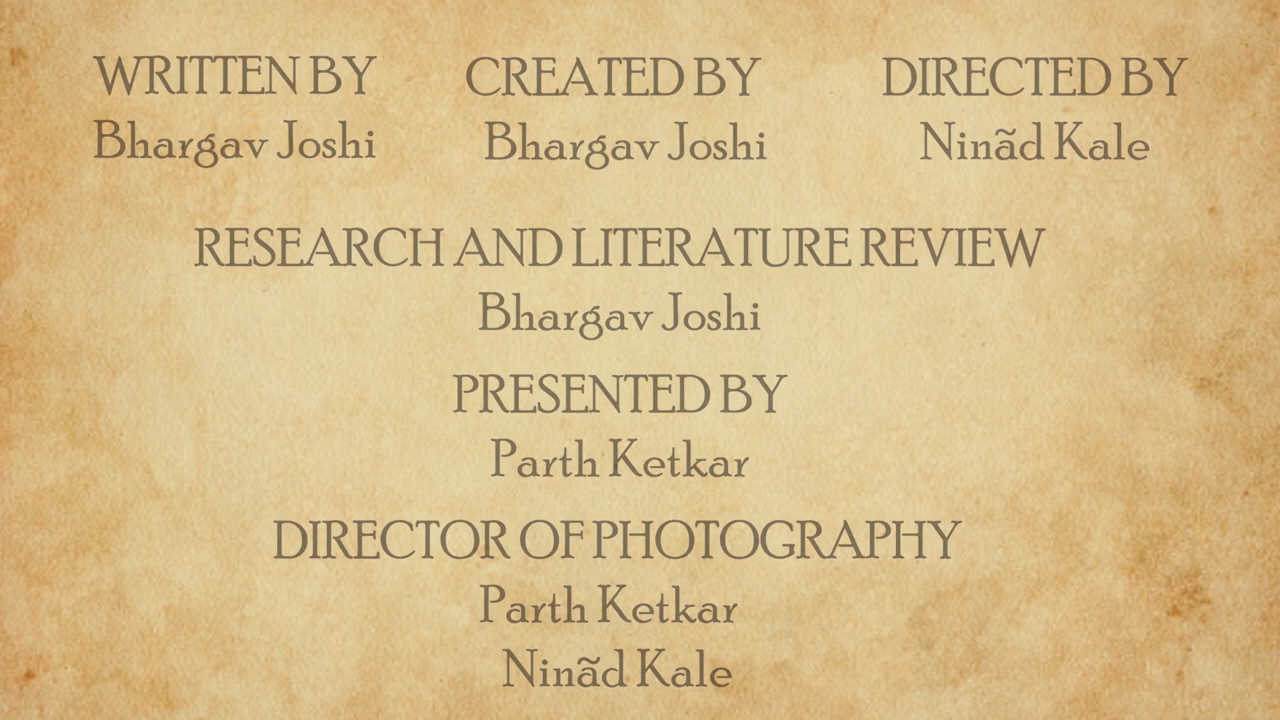 WRITTEN BY
Bhargav Joshi
CREATED BY
Bhargav Joshi
DIRECTED BY
Ninãd Kale
RESEARCH AND LITERATURE REVIEW
Bhargav Joshi
PRESENTED BY
Parth Ketkar
DIRECTOR OF PHOTOGRAPHY
Parth Ketkar
Ninãd Kale